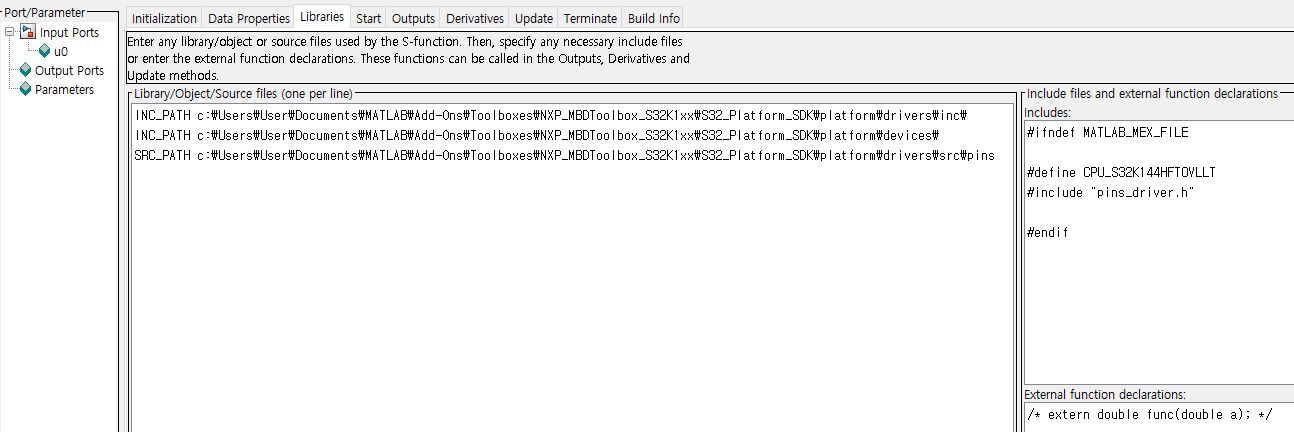 Port/Parameter
Input Ports
u0
Output Ports
Parameters
Initialization Data Properties Libraries Start Outputs Derivatives Update Terminate Build Info
Enter any library/object or source files used by the S-function. Then, specify any necessary include files
or enter the external function declarations. These functions can be called in the Outputs, Derivatives and
Update methods.
Library/Object/Source files (one per line)
INC_PATH c:₩Users₩User₩Documents₩MATLAB₩Add-Ons₩Toolboxes₩NXP_MBDToolbox_S32K1xx₩S32_Platform_SDK₩platform₩drivers₩inc₩
INC_PATH c:₩Users₩User₩Documents₩MATLAB₩Add-Ons₩Toolboxes₩NXP_MBDToolbox_S32K1xx₩S32_Platform_SDK₩platform₩devices₩
SRC_PATH c:₩Users₩User₩Documents₩MATLAB₩Add-Ons₩Toolboxes₩NXP_MBDToolbox_S32K1xx₩S32_Platform_SDK₩platform₩drivers₩src₩pins
Include files and external function declarations
Includes:
#ifndef MATLAB_MEX_FILE
#define CPU_S32K144HFT0VLLT
#include "pins_driver.h"
#endif
External function declarations:
/* extern double func(double a); */